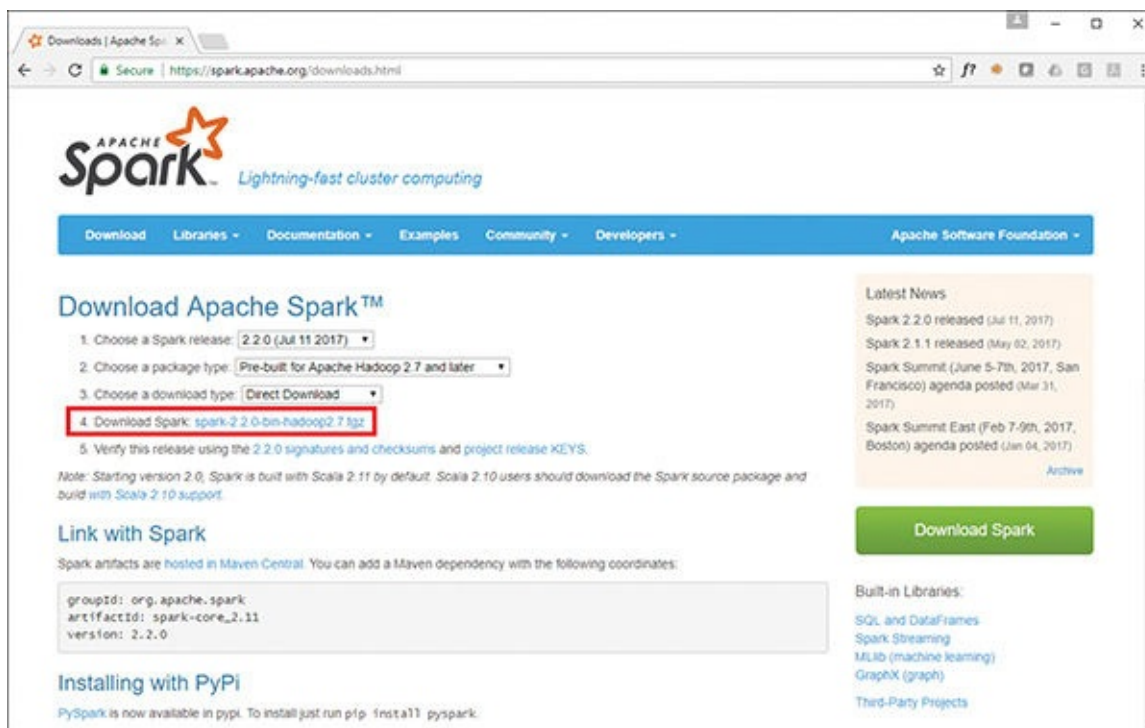 Downloads | Apache Sp
Secure | https://spark.apache.org/downloads.html
APACHE
Spark™ Lightning-fast cluster computing
Download Libraries Documentation Examples Community Developers Apache Software Foundation
Download Apache Spark™
1. Choose a Spark release: 2.2.0 (Jul 11 2017)
2. Choose a package type: Pre-built for Apache Hadoop 2.7 and later
3. Choose a download type: Direct Download
4. Download Spark: spark-2.2.0-bin-hadoop2.7.tgz
5. Verify this release using the 2.2.0 signatures and checksums and project release KEYS.
Note: Starting version 2.0, Spark is built with Scala 2.11 by default. Scala 2.10 users should download the Spark source package and
build with Scala 2.10 support.
Link with Spark
Spark artifacts are hosted in Maven Central. You can add a Maven dependency with the following coordinates:
groupId: org.apache.spark
artifactId: spark-core_2.11
version: 2.2.0
Installing with PyPi
PySpark is now available in pypi. To install just run pip install pyspark.
Latest News
Spark 2.2.0 released (Jul 11, 2017)
Spark 2.1.1 released (May 02, 2017)
Spark Summit (June 5-7th, 2017, San
Francisco) agenda posted (Mar 31,
2017)
Spark Summit East (Feb 7-9th, 2017,
Boston) agenda posted (Jan 04, 2017)
Archive
Download Spark
Built-in Libraries:
SQL and DataFrames
Spark Streaming
MLlib (machine learning)
GraphX (graph)
Third-Party Projects